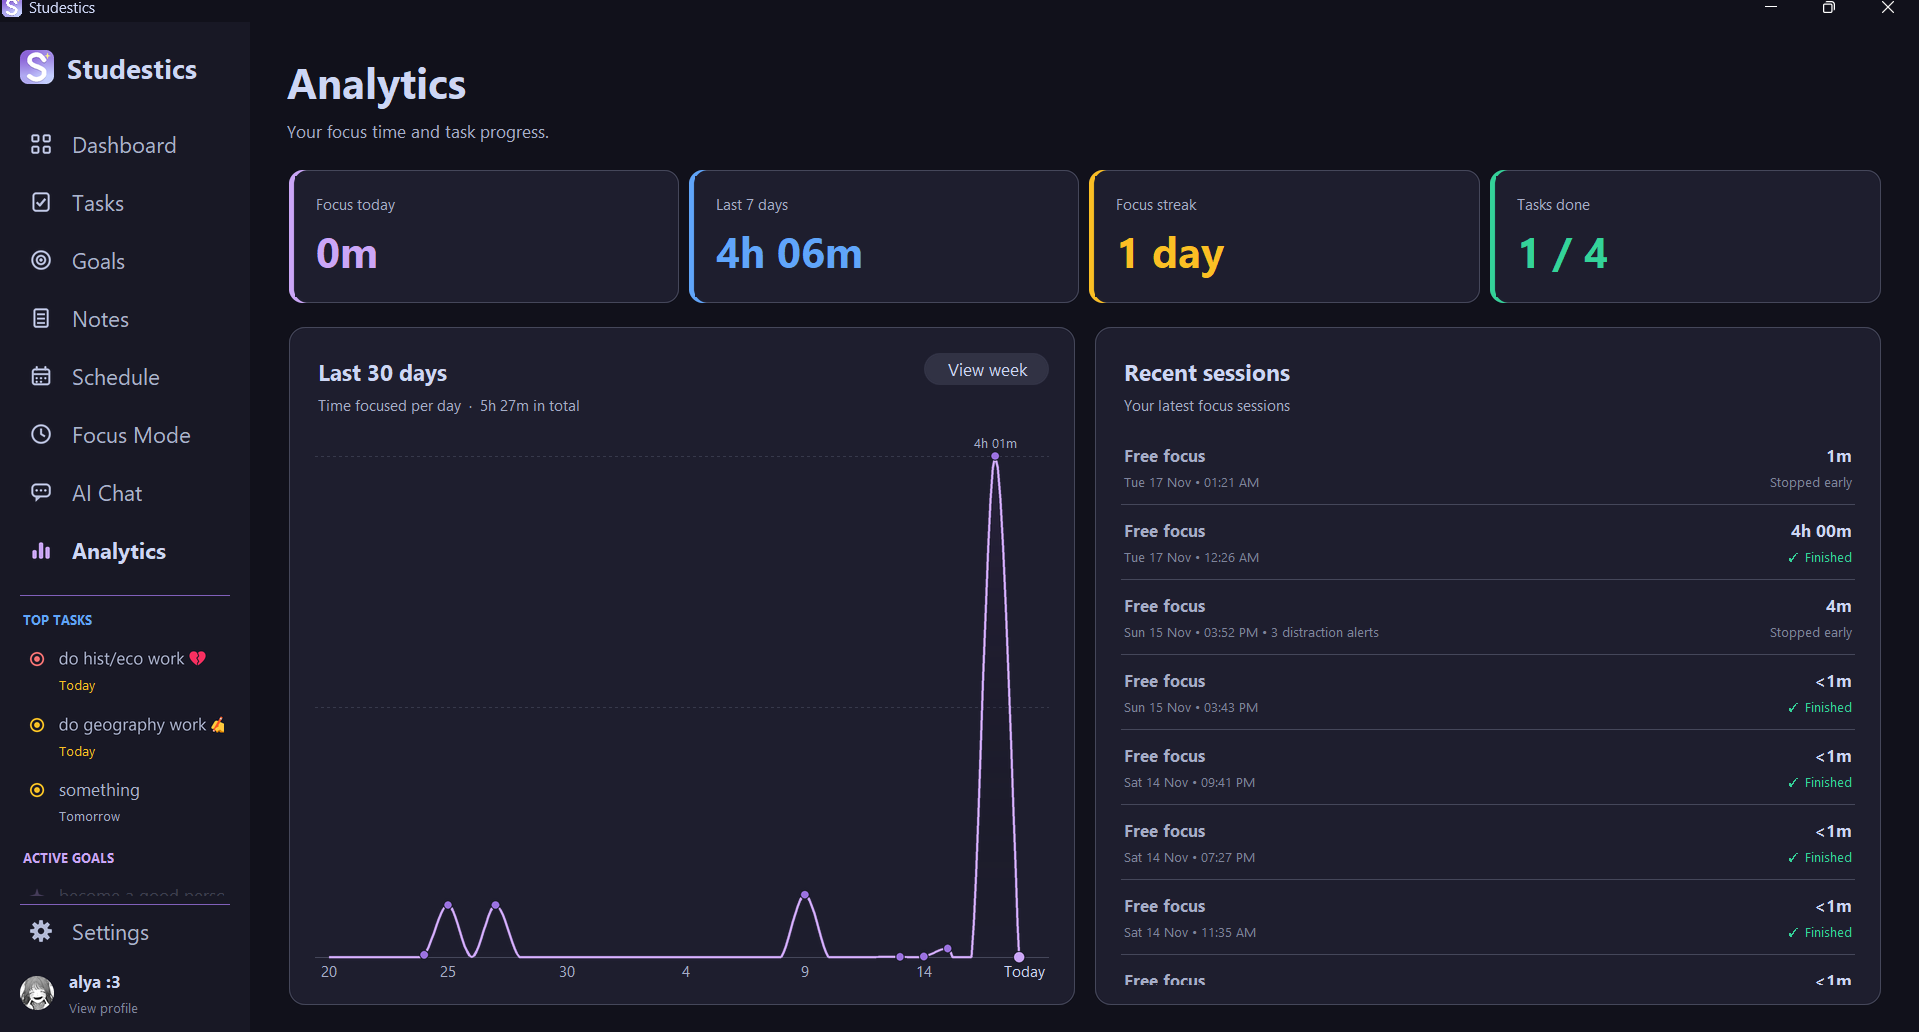 Studestics
Studestics
Dashboard
Tasks
Goals
Notes
Schedule
Focus Mode
AI Chat
Analytics
TOP TASKS
do hist/eco work 💔
Today
do geography work 🍂
Today
something
Tomorrow
ACTIVE GOALS
become a good perso
Settings
alya :3
View profile
Analytics
Your focus time and task progress.
Focus today
0m
Last 7 days
4h 06m
Focus streak
1 day
Tasks done
1 / 4
Last 30 days
View week
Time focused per day · 5h 27m in total
4h 01m
20 25 30 4 9 14 Today
Recent sessions
Your latest focus sessions
Free focus 1m
Tue 17 Nov • 01:21 AM Stopped early
Free focus 4h 00m
Tue 17 Nov • 12:26 AM ✓ Finished
Free focus 4m
Sun 15 Nov • 03:52 PM • 3 distraction alerts Stopped early
Free focus <1m
Sun 15 Nov • 03:43 PM ✓ Finished
Free focus <1m
Sat 14 Nov • 09:41 PM ✓ Finished
Free focus <1m
Sat 14 Nov • 07:27 PM ✓ Finished
Free focus <1m
Sat 14 Nov • 11:35 AM ✓ Finished
Free focus <1m